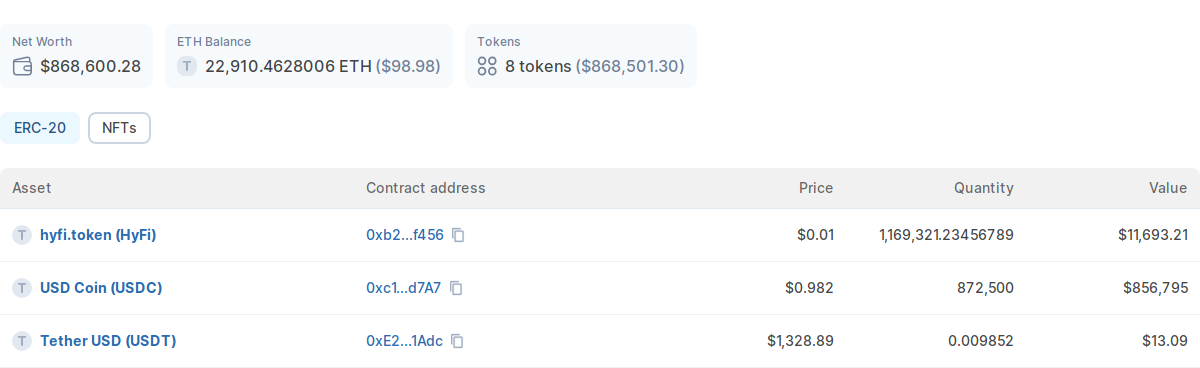 Net Worth
$868,600.28
ETH Balance
T 22,910.4628006 ETH ($98.98)
Tokens
8 tokens ($868,501.30)
ERC-20 NFTs
Asset Contract address Price Quantity Value
T hyfi.token (HyFi) 0xb2...f456 $0.01 1,169,321.23456789 $11,693.21
T USD Coin (USDC) 0xc1...d7A7 $0.982 872,500 $856,795
T Tether USD (USDT) 0xE2...1Adc $1,328.89 0.009852 $13.09